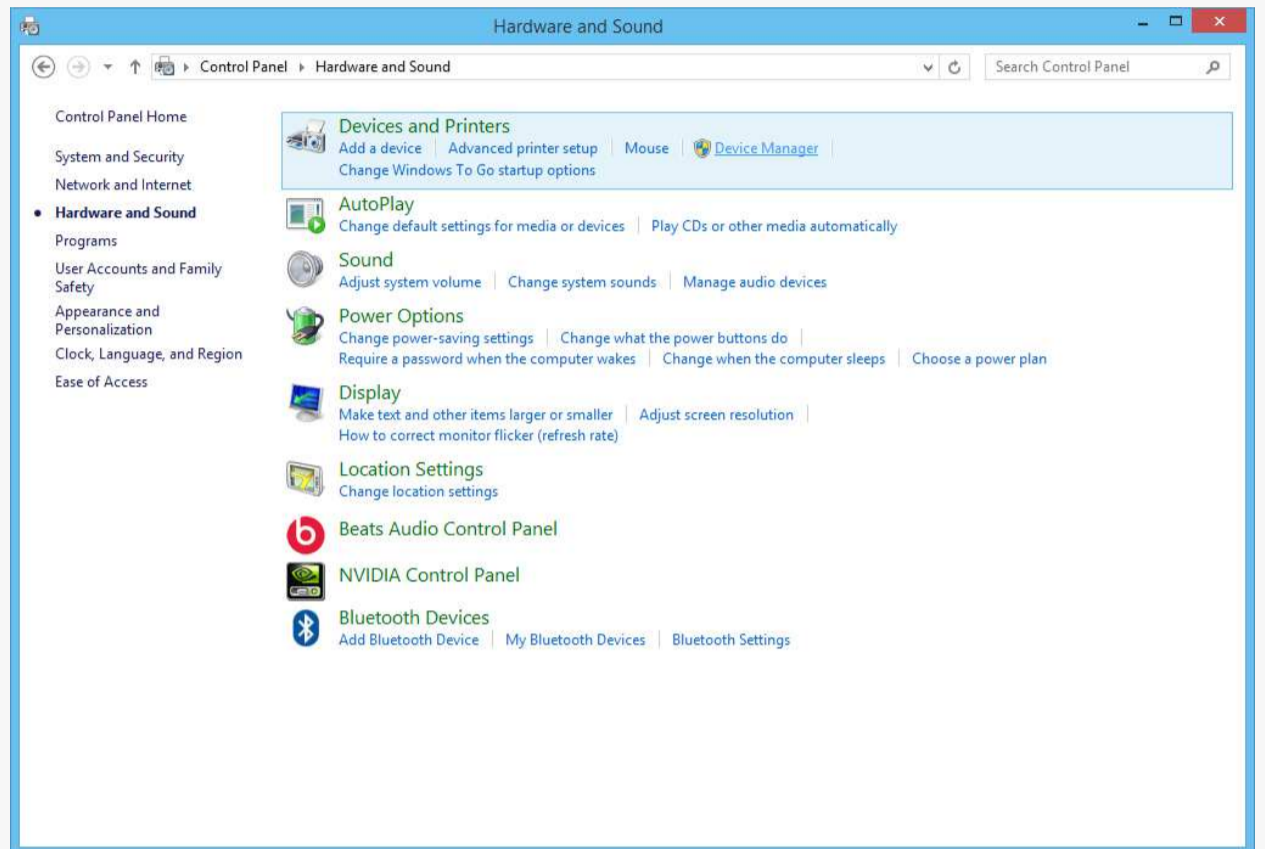 Hardware and Sound
Control Panel Hardware and Sound
Search Control Panel
Control Panel Home
System and Security
Network and Internet
Hardware and Sound
Programs
User Accounts and Family
Safety
Appearance and
Personalization
Clock, Language, and Region
Ease of Access
Devices and Printers
Add a device Advanced printer setup Mouse Device Manager
Change Windows To Go startup options
AutoPlay
Change default settings for media or devices Play CDs or other media automatically
Sound
Adjust system volume Change system sounds Manage audio devices
Power Options
Change power-saving settings Change what the power buttons do
Require a password when the computer wakes Change when the computer sleeps Choose a power plan
Display
Make text and other items larger or smaller Adjust screen resolution
How to correct monitor flicker (refresh rate)
Location Settings
Change location settings
Beats Audio Control Panel
NVIDIA Control Panel
Bluetooth Devices
Add Bluetooth Device My Bluetooth Devices Bluetooth Settings